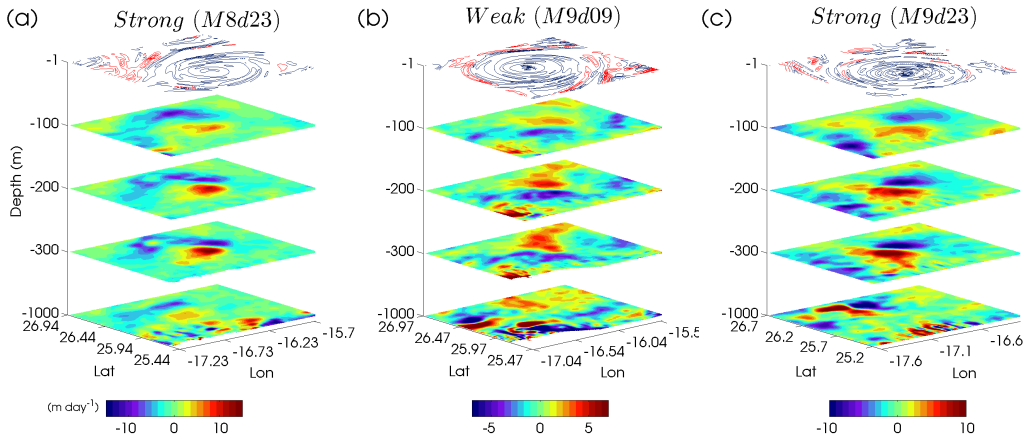 (a) Strong (M8d23)
-1
-100
-200
-300
-1000
Depth (m)
26.94
26.44
25.94
25.44
Lat
-17.23
-16.73
-16.23
-15.7
Lon
(m day⁻¹)
-10 0 10
(b) Weak (M9d09)
-1
-100
-200
-300
-1000
26.97
26.47
25.97
25.47
Lat
-17.04
-16.54
-16.04
-15.5
Lon
-5 0 5
(c) Strong (M9d23)
-1
-100
-200
-300
-1000
26.7
26.2
25.7
25.2
Lat
-17.6
-17.1
-16.6
Lon
-10 0 10